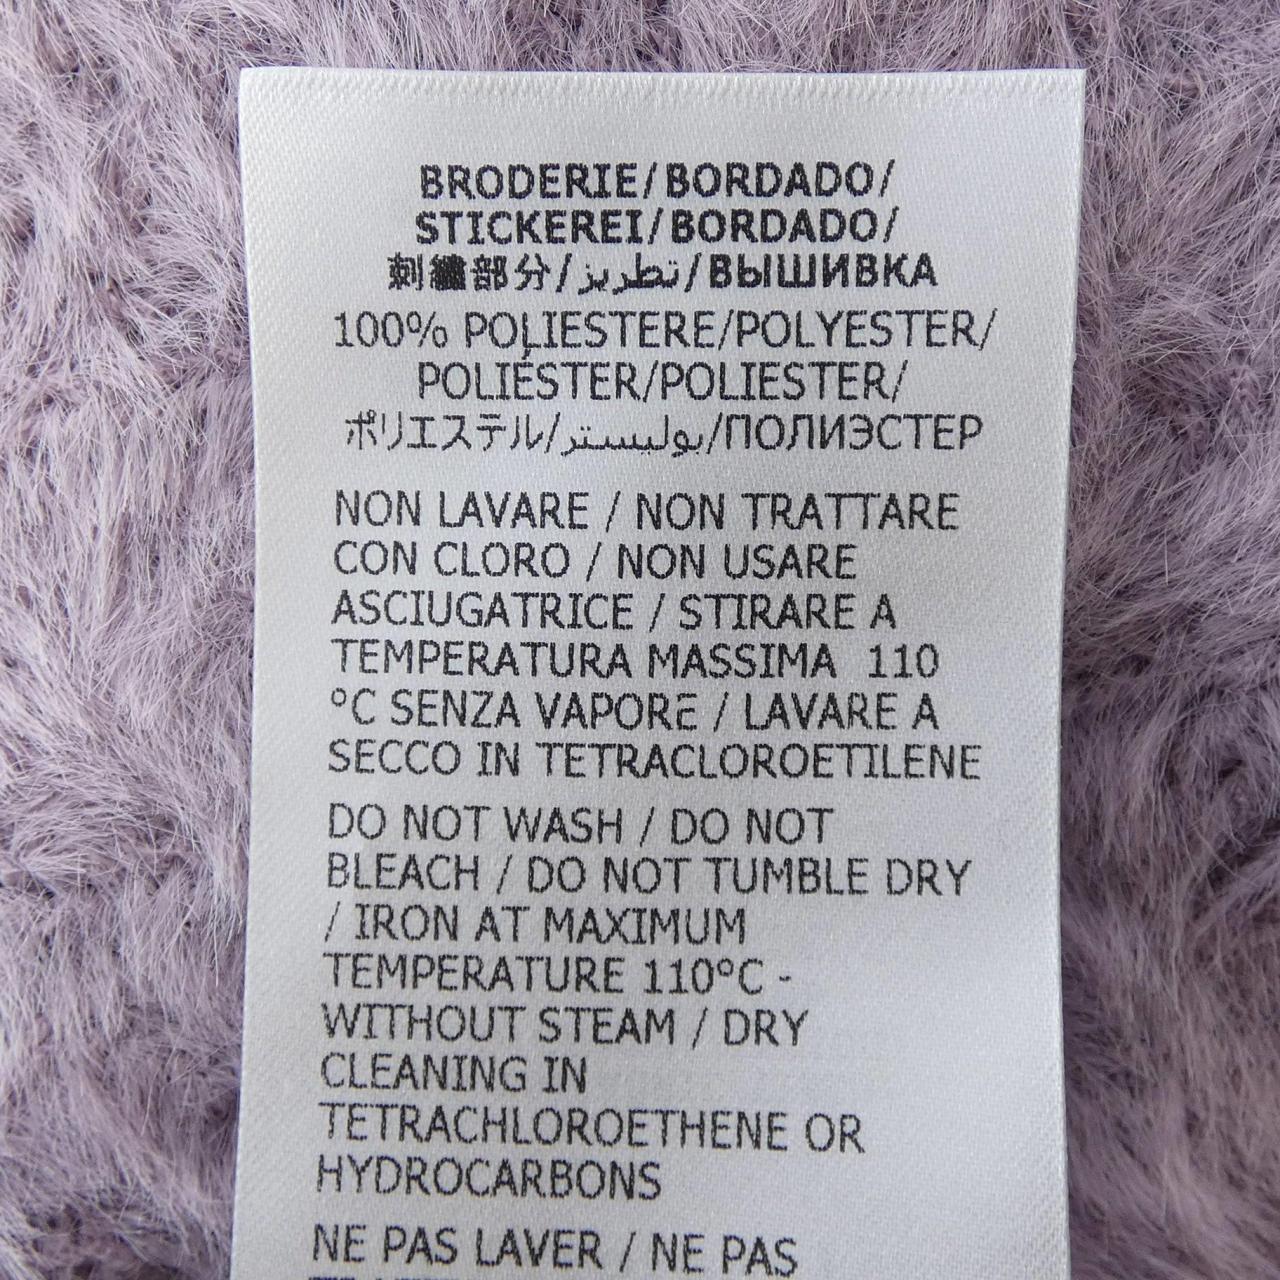 BRODERIE/BORDADO/
STICKEREI/BORDADO/
刺繍部分/تطريز/ВЫШИВКА
100% POLIESTERE/POLYESTER/
POLIÉSTER/POLIESTER/
ポリエステル/بوليستر/ПОЛИЭСТЕР
NON LAVARE / NON TRATTARE
CON CLORO / NON USARE
ASCIUGATRICE / STIRARE A
TEMPERATURA MASSIMA 110
°C SENZA VAPORE / LAVARE A
SECCO IN TETRACLOROETILENE
DO NOT WASH / DO NOT
BLEACH / DO NOT TUMBLE DRY
/ IRON AT MAXIMUM
TEMPERATURE 110°C -
WITHOUT STEAM / DRY
CLEANING IN
TETRACHLOROETHENE OR
HYDROCARBONS
NE PAS LAVER / NE PAS